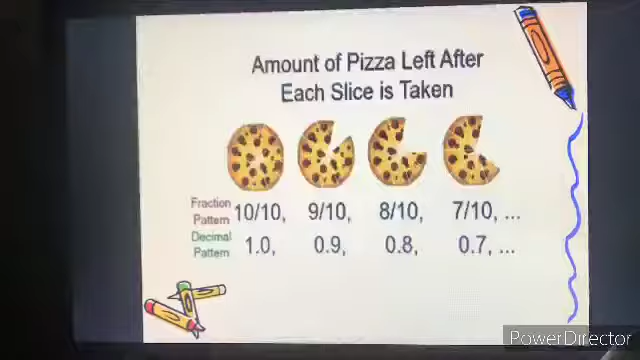 Amount of Pizza Left After
Each Slice is Taken
Fraction Pattern 10/10, 9/10, 8/10, 7/10, ...
Decimal Pattern 1.0, 0.9, 0.8, 0.7, ...
PowerDirector